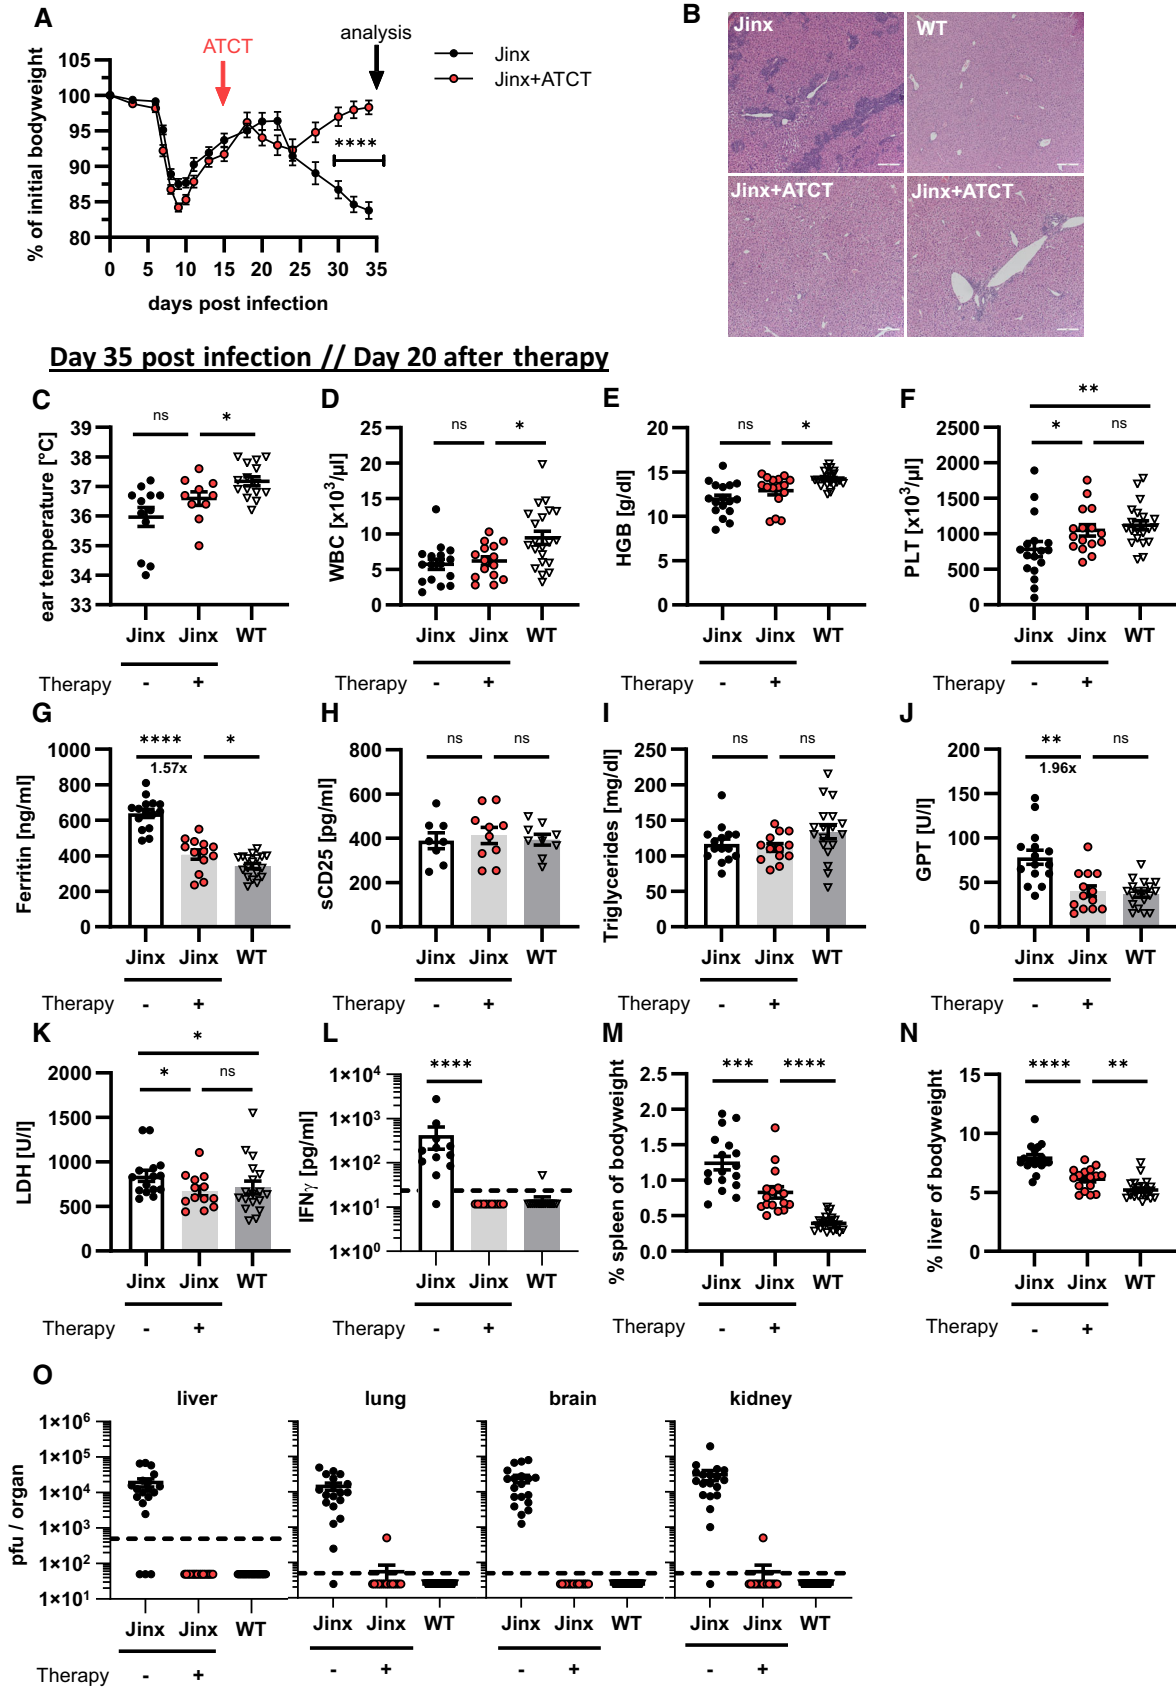 A
ATCT
analysis
Jinx
Jinx+ATCT
% of initial bodyweight
105
100
95
90
85
80
****
0 5 10 15 20 25 30 35
days post infection
B
Jinx
WT
Jinx+ATCT
Jinx+ATCT
Day 35 post infection // Day 20 after therapy
C
ear temperature [°C]
39
38
37
36
35
34
33
ns
*
Jinx Jinx WT
Therapy - +
D
WBC [x10³/µl]
25
20
15
10
5
0
ns
*
Jinx Jinx WT
Therapy - +
E
HGB [g/dl]
20
15
10
5
0
ns
*
Jinx Jinx WT
Therapy - +
F
PLT [x10³/µl]
2500
2000
1500
1000
500
0
**
*
ns
Jinx Jinx WT
Therapy - +
G
Ferritin [ng/ml]
1000
800
600
400
200
0
****
1.57x
*
Jinx Jinx WT
Therapy - +
H
sCD25 [pg/ml]
800
600
400
200
0
ns
ns
Jinx Jinx WT
Therapy - +
I
Triglycerides [mg/dl]
250
200
150
100
50
0
ns
ns
Jinx Jinx WT
Therapy - +
J
GPT [U/l]
200
150
100
50
0
**
1.96x
ns
Jinx Jinx WT
Therapy - +
K
LDH [U/l]
2000
1500
1000
500
0
*
*
ns
Jinx Jinx WT
Therapy - +
L
IFNγ [pg/ml]
1×10⁴
1×10³
1×10²
1×10¹
1×10⁰
****
Jinx Jinx WT
Therapy - +
M
% spleen of bodyweight
2.5
2.0
1.5
1.0
0.5
0.0
***
****
Jinx Jinx WT
Therapy - +
N
% liver of bodyweight
15
10
5
0
****
**
Jinx Jinx WT
Therapy - +
O
pfu / organ
1×10⁶
1×10⁵
1×10⁴
1×10³
1×10²
1×10¹
liver
lung
brain
kidney
Jinx Jinx WT
Jinx Jinx WT
Jinx Jinx WT
Jinx Jinx WT
Therapy - + - + - + - +